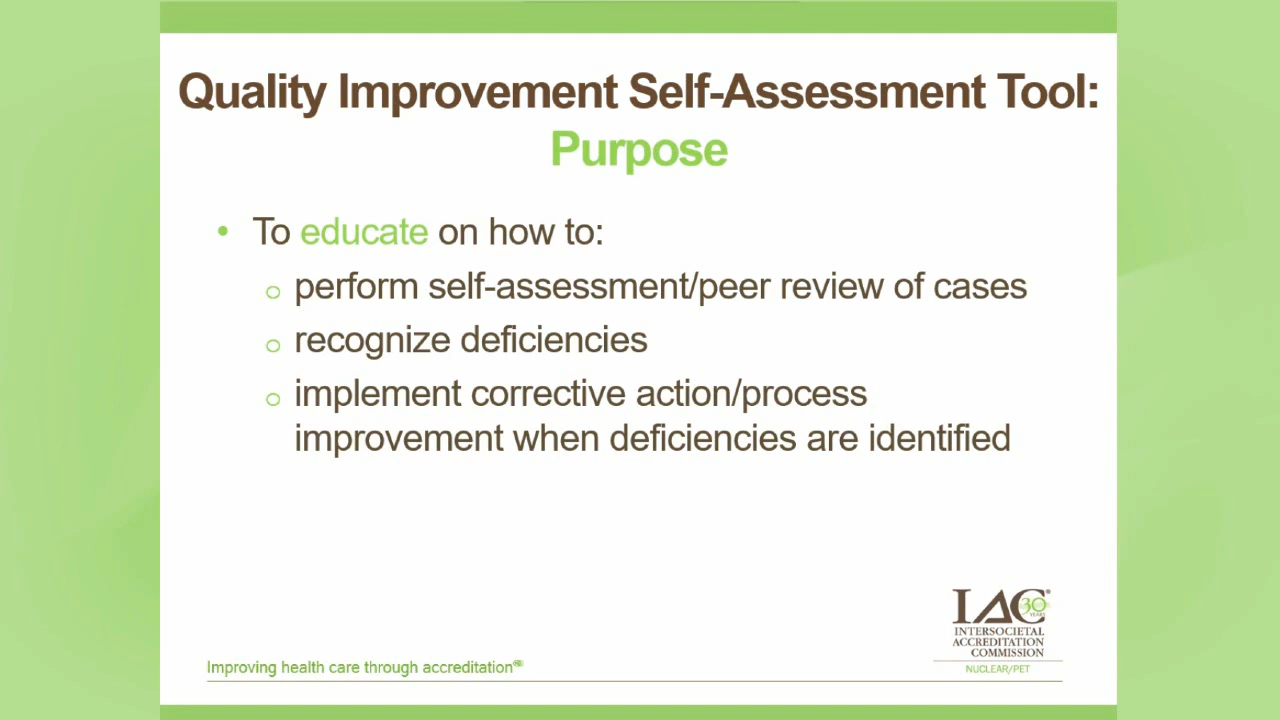 Quality Improvement Self-Assessment Tool:
Purpose
• To educate on how to:
o perform self-assessment/peer review of cases
o recognize deficiencies
o implement corrective action/process
improvement when deficiencies are identified
IAC®
30
YEARS
INTERSOCIETAL
ACCREDITATION
COMMISSION
NUCLEAR/PET
Improving health care through accreditation®